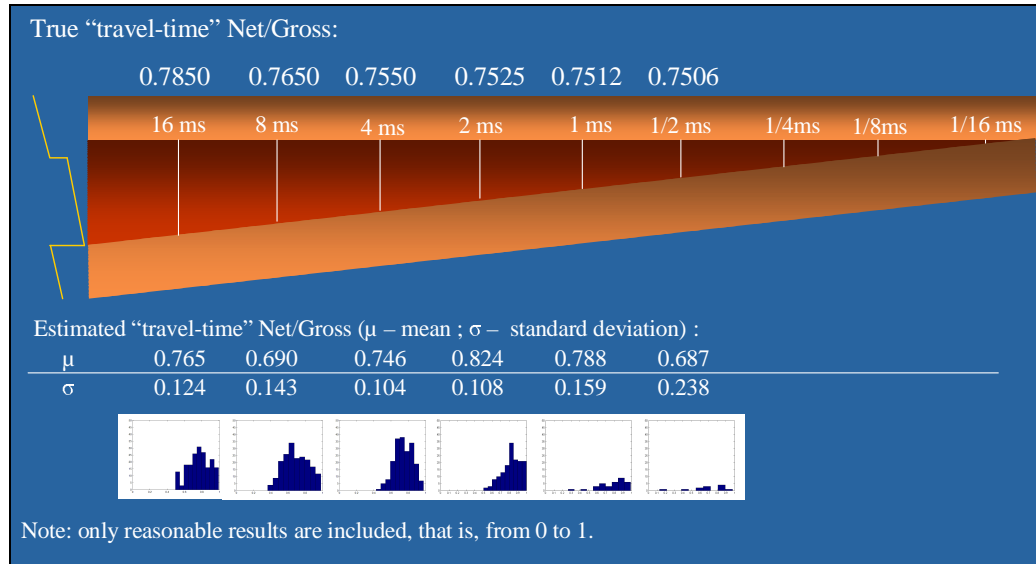 True “travel-time” Net/Gross:
0.7850 0.7650 0.7550 0.7525 0.7512 0.7506
16 ms 8 ms 4 ms 2 ms 1 ms 1/2 ms 1/4ms 1/8ms 1/16 ms
Estimated “travel-time” Net/Gross (μ – mean ; σ – standard deviation) :
μ 0.765 0.690 0.746 0.824 0.788 0.687
σ 0.124 0.143 0.104 0.108 0.159 0.238
Note: only reasonable results are included, that is, from 0 to 1.